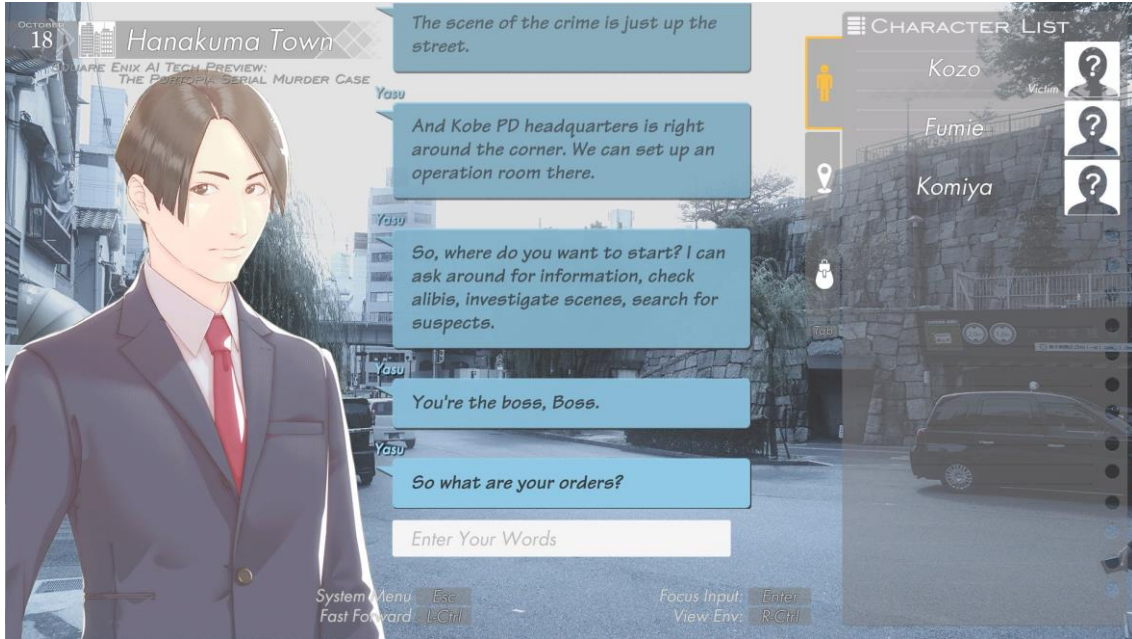 OCTOBER
18
Hanakuma Town
SQUARE ENIX AI TECH PREVIEW:
THE PORTOPIA SERIAL MURDER CASE
The scene of the crime is just up the
street.
Yasu
And Kobe PD headquarters is right
around the corner. We can set up an
operation room there.
Yasu
So, where do you want to start? I can
ask around for information, check
alibis, investigate scenes, search for
suspects.
Yasu
You're the boss, Boss.
Yasu
So what are your orders?
Enter Your Words
System Menu Esc
Fast Forward L-Ctrl
Focus Input: Enter
View Env: R-Ctrl
CHARACTER LIST
Kozo
Victim
?
Fumie
?
Komiya
?
Tab